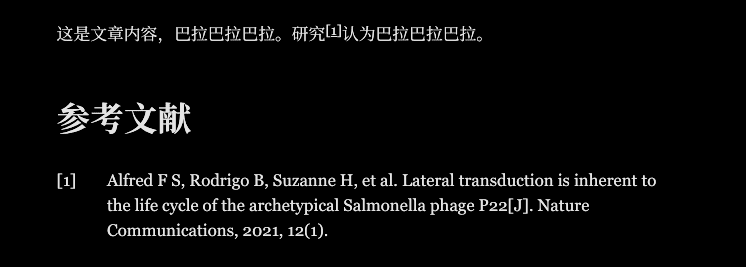 这是文章内容，巴拉巴拉巴拉。研究[1]认为巴拉巴拉巴拉。
参考文献
[1] Alfred F S, Rodrigo B, Suzanne H, et al. Lateral transduction is inherent to
the life cycle of the archetypical Salmonella phage P22[J]. Nature
Communications, 2021, 12(1).